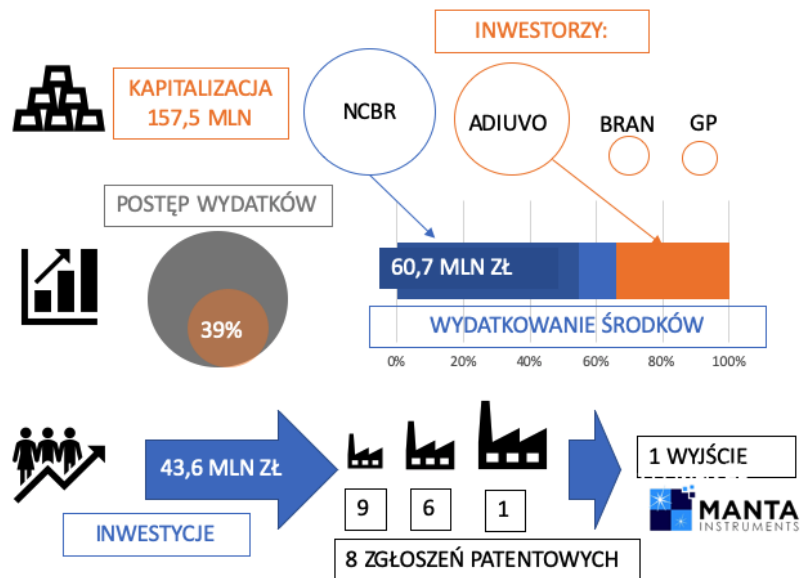 INWESTORZY:
KAPITALIZACJA
157,5 MLN
NCBR
ADIUVO
BRAN
GP
POSTĘP WYDATKÓW
39%
60,7 MLN ZŁ
WYDATKOWANIE ŚRODKÓW
0% 20% 40% 60% 80% 100%
43,6 MLN ZŁ
INWESTYCJE
9 6 1
8 ZGŁOSZEŃ PATENTOWYCH
1 WYJŚCIE
MANTA
INSTRUMENTS